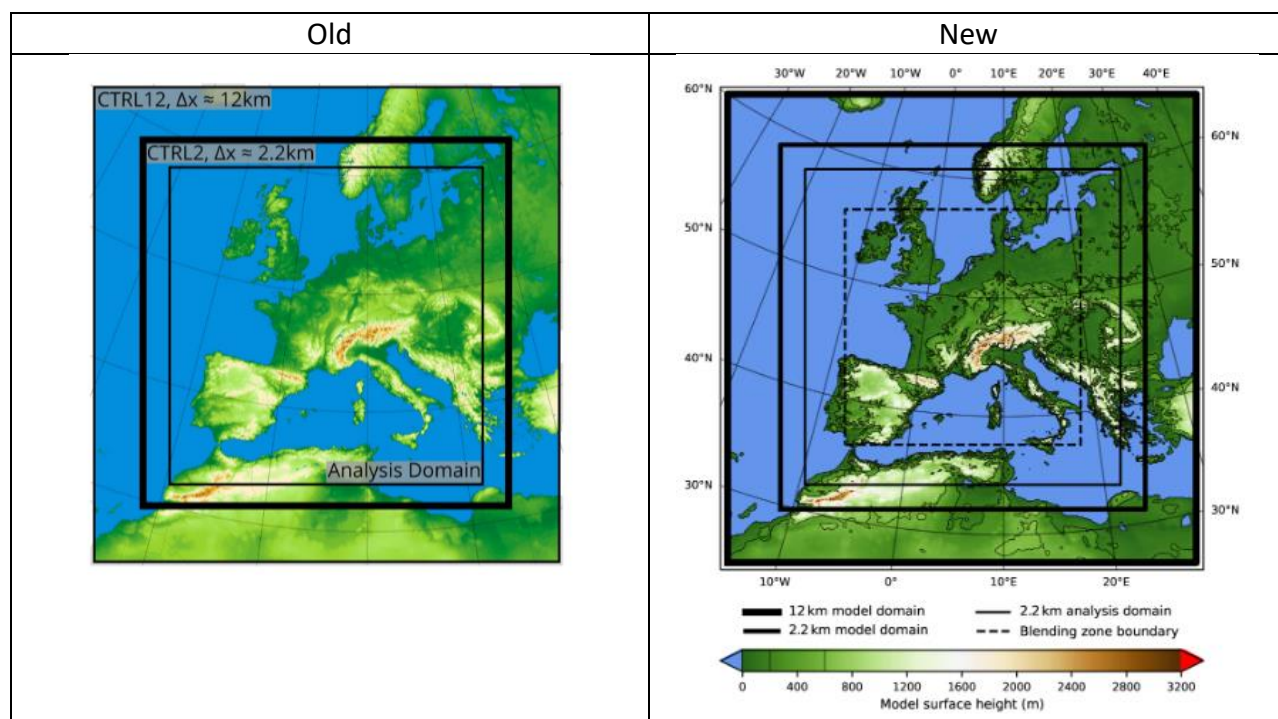 Old
New
CTRL12, Δx ≈ 12km
CTRL2, Δx ≈ 2.2km
Analysis Domain
30°W 20°W 10°W 0° 10°E 20°E 30°E 40°E
60°N
60°N
50°N
50°N
40°N
40°N
30°N
30°N
10°W 0° 10°E 20°E
12 km model domain
2.2 km analysis domain
2.2 km model domain
Blending zone boundary
0 400 800 1200 1600 2000 2400 2800 3200
Model surface height (m)